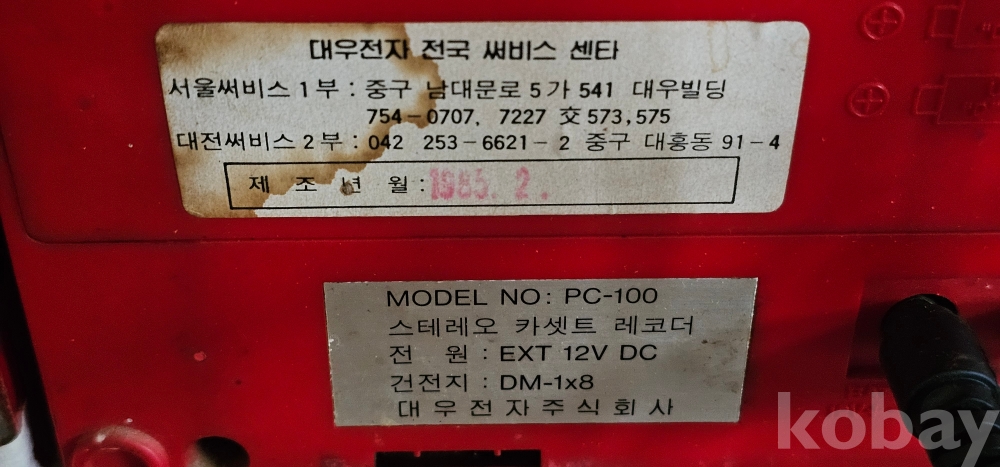 대우전자 전국 써비스 센타
서울써비스 1부 : 중구 남대문로 5가 541 대우빌딩
754-0707, 7227 交 573,575
대전써비스 2부 : 042 253-6621-2 중구 대흥동 91-4
제 조 년 월 : 1985. 2.
MODEL NO: PC-100
스테레오 카셋트 레코더
전 원 : EXT 12V DC
건전지 : DM-1x8
대우전자주식회사
kobay